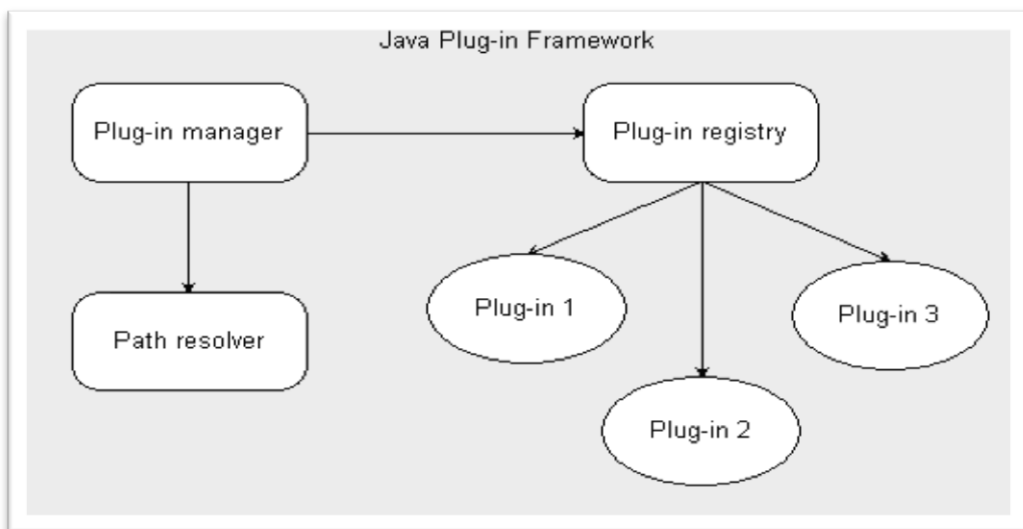 Java Plug-in Framework
Plug-in manager
Plug-in registry
Path resolver
Plug-in 1
Plug-in 2
Plug-in 3